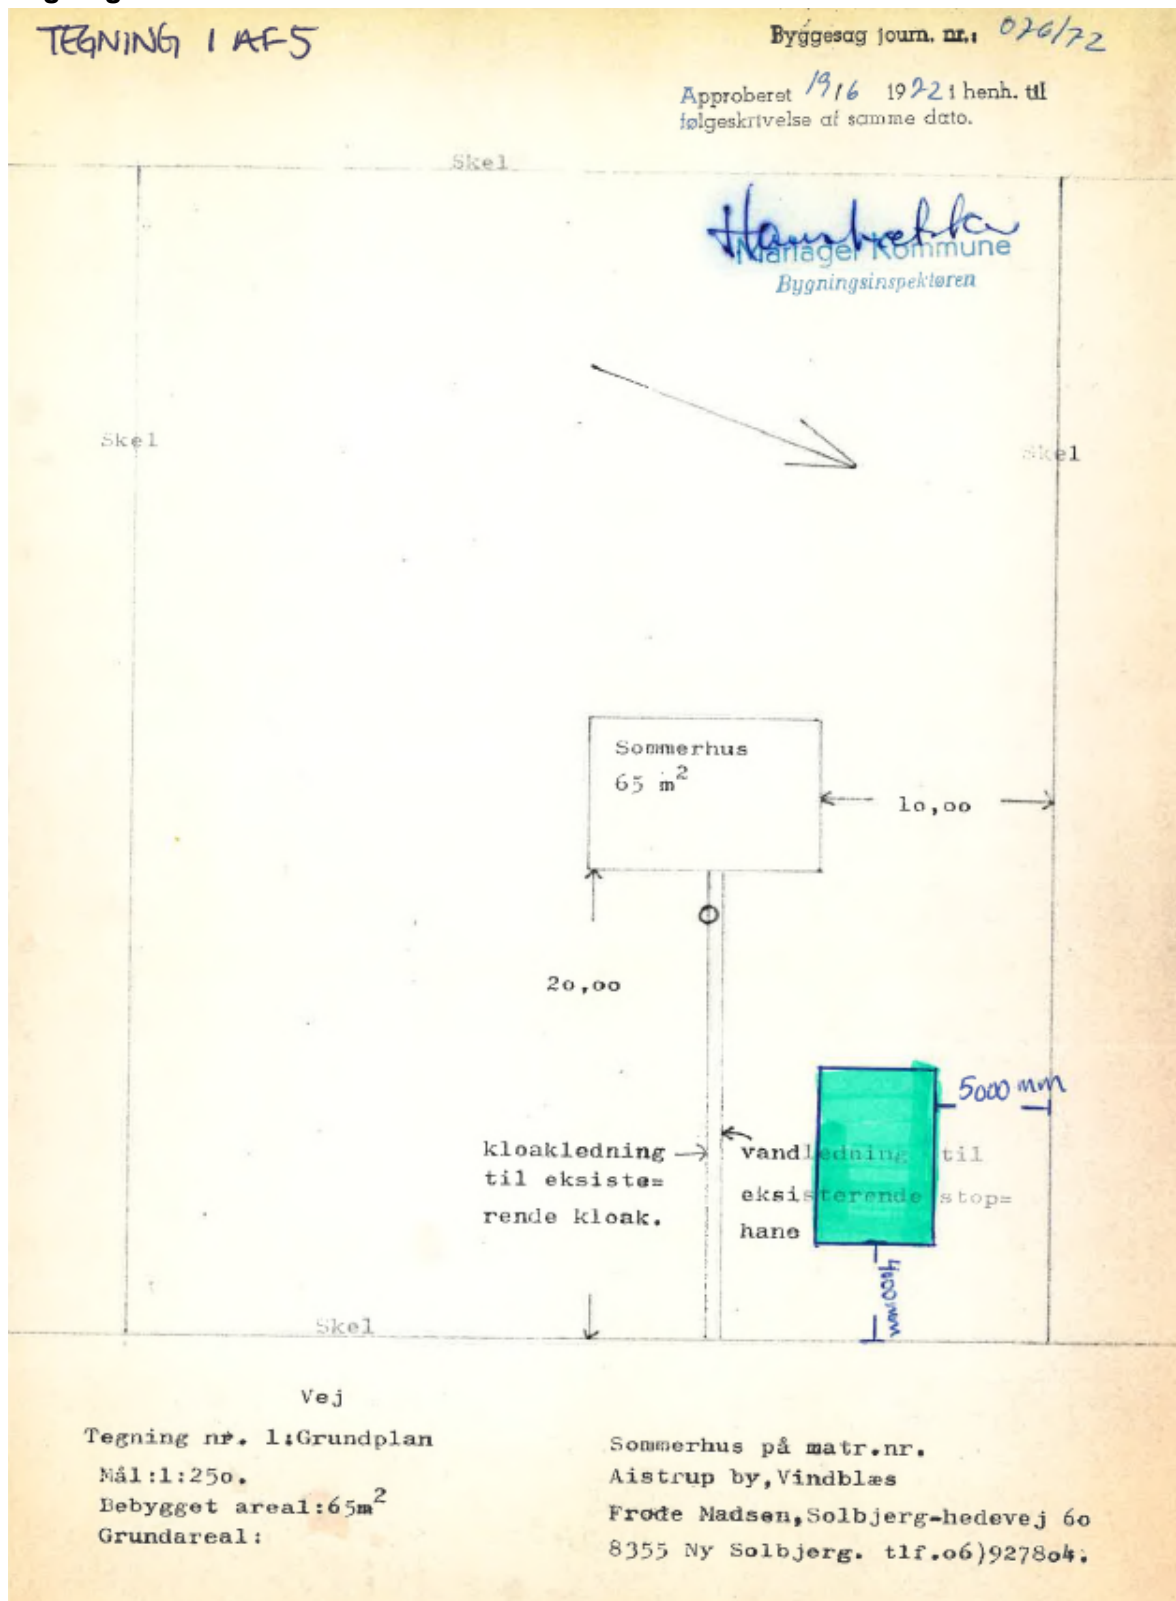 TEGNING 1 AF 5
Byggesag journ. nr.: 076/72
Approberet 19/6 1972 i henh. til
følgeskrivelse af samme dato.
Skel
Mariager Kommune
Bygningsinspektøren
Skel
Skel
Sommerhus
65 m²
10,00
20,00
5000 mm
kloakledning
til eksiste=
rende kloak.
vandledning til
eksisterende stop=
hane
4000mm
Skel
Vej
Tegning nr. 1:Grundplan
Mål:1:250.
Bebygget areal:65m²
Grundareal:
Sommerhus på matr.nr.
Aistrup by,Vindblæs
Frode Madsen,Solbjerg-hedevej 60
8355 Ny Solbjerg. tlf.06)927804.